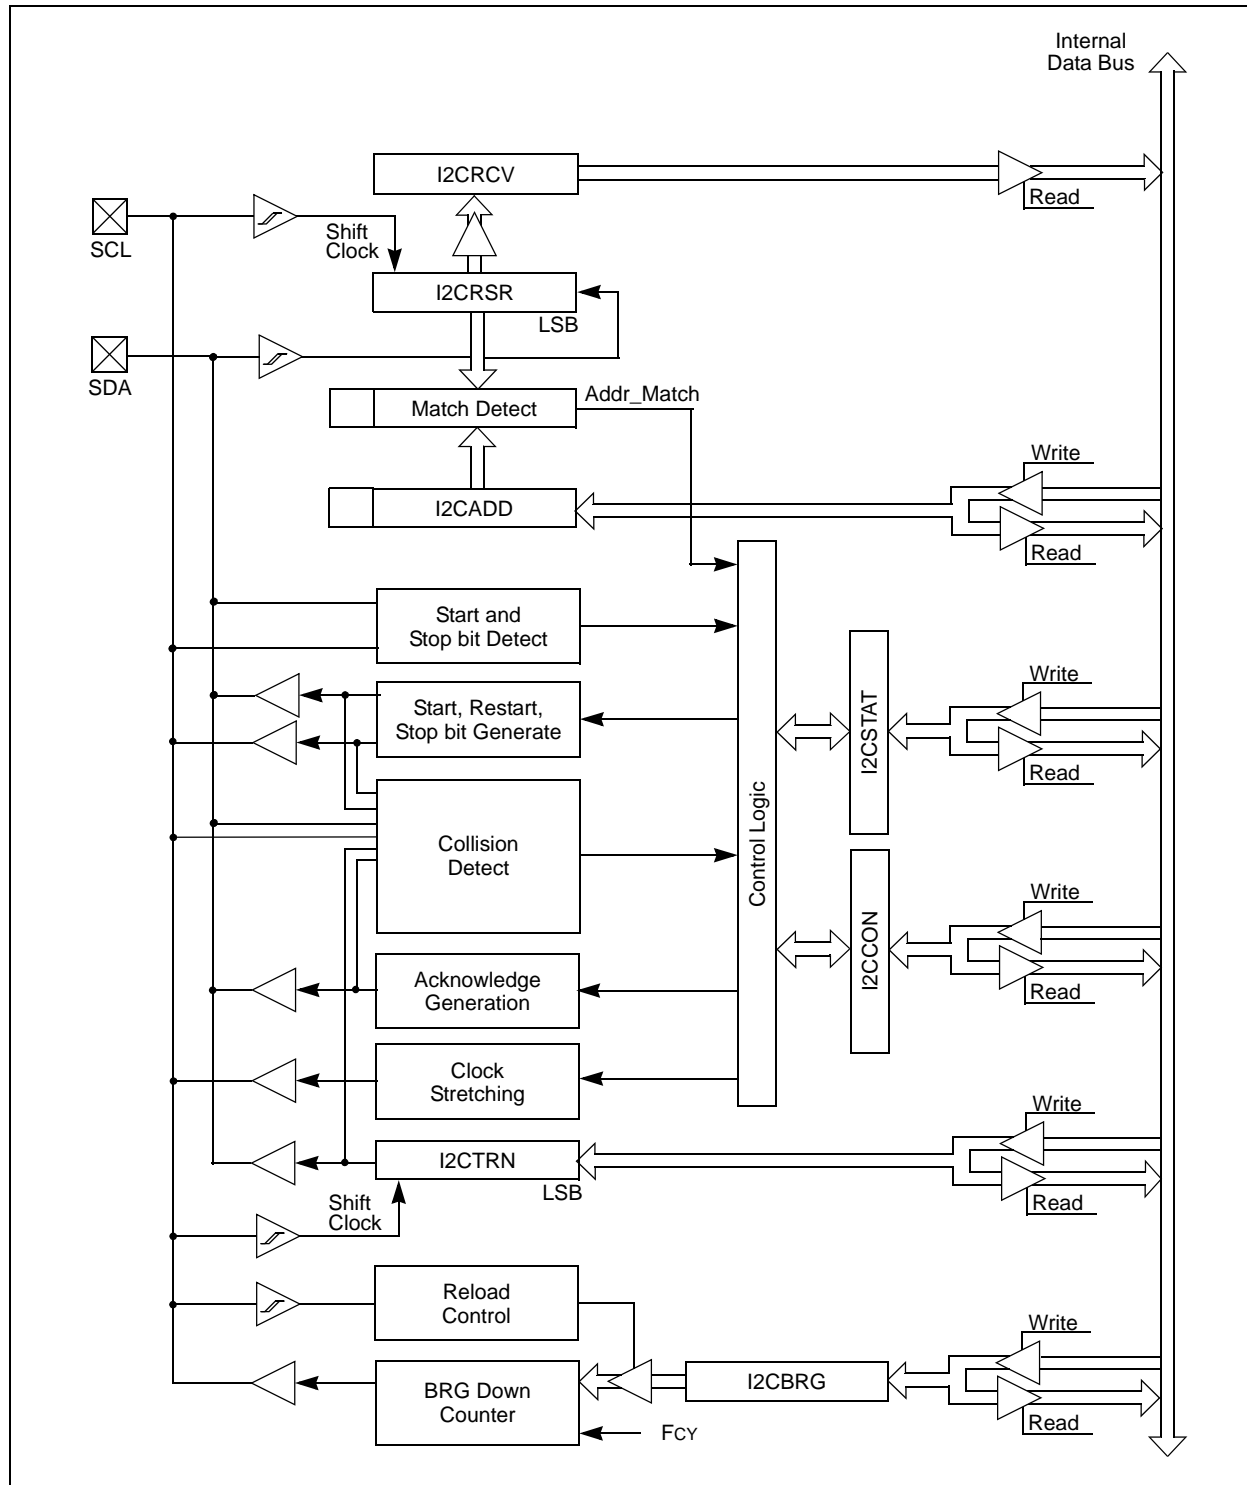 Internal
Data Bus
I2CRCV
Read
SCL
Shift
Clock
I2CRSR
LSB
SDA
Match Detect
Addr_Match
Write
I2CADD
Read
Start and
Stop bit Detect
Write
Start, Restart,
Stop bit Generate
I2CSTAT
Read
Control Logic
Collision
Detect
Write
I2CCON
Acknowledge
Generation
Read
Clock
Stretching
Write
I2CTRN
LSB
Read
Shift
Clock
Reload
Control
Write
I2CBRG
BRG Down
Counter
Read
FCY